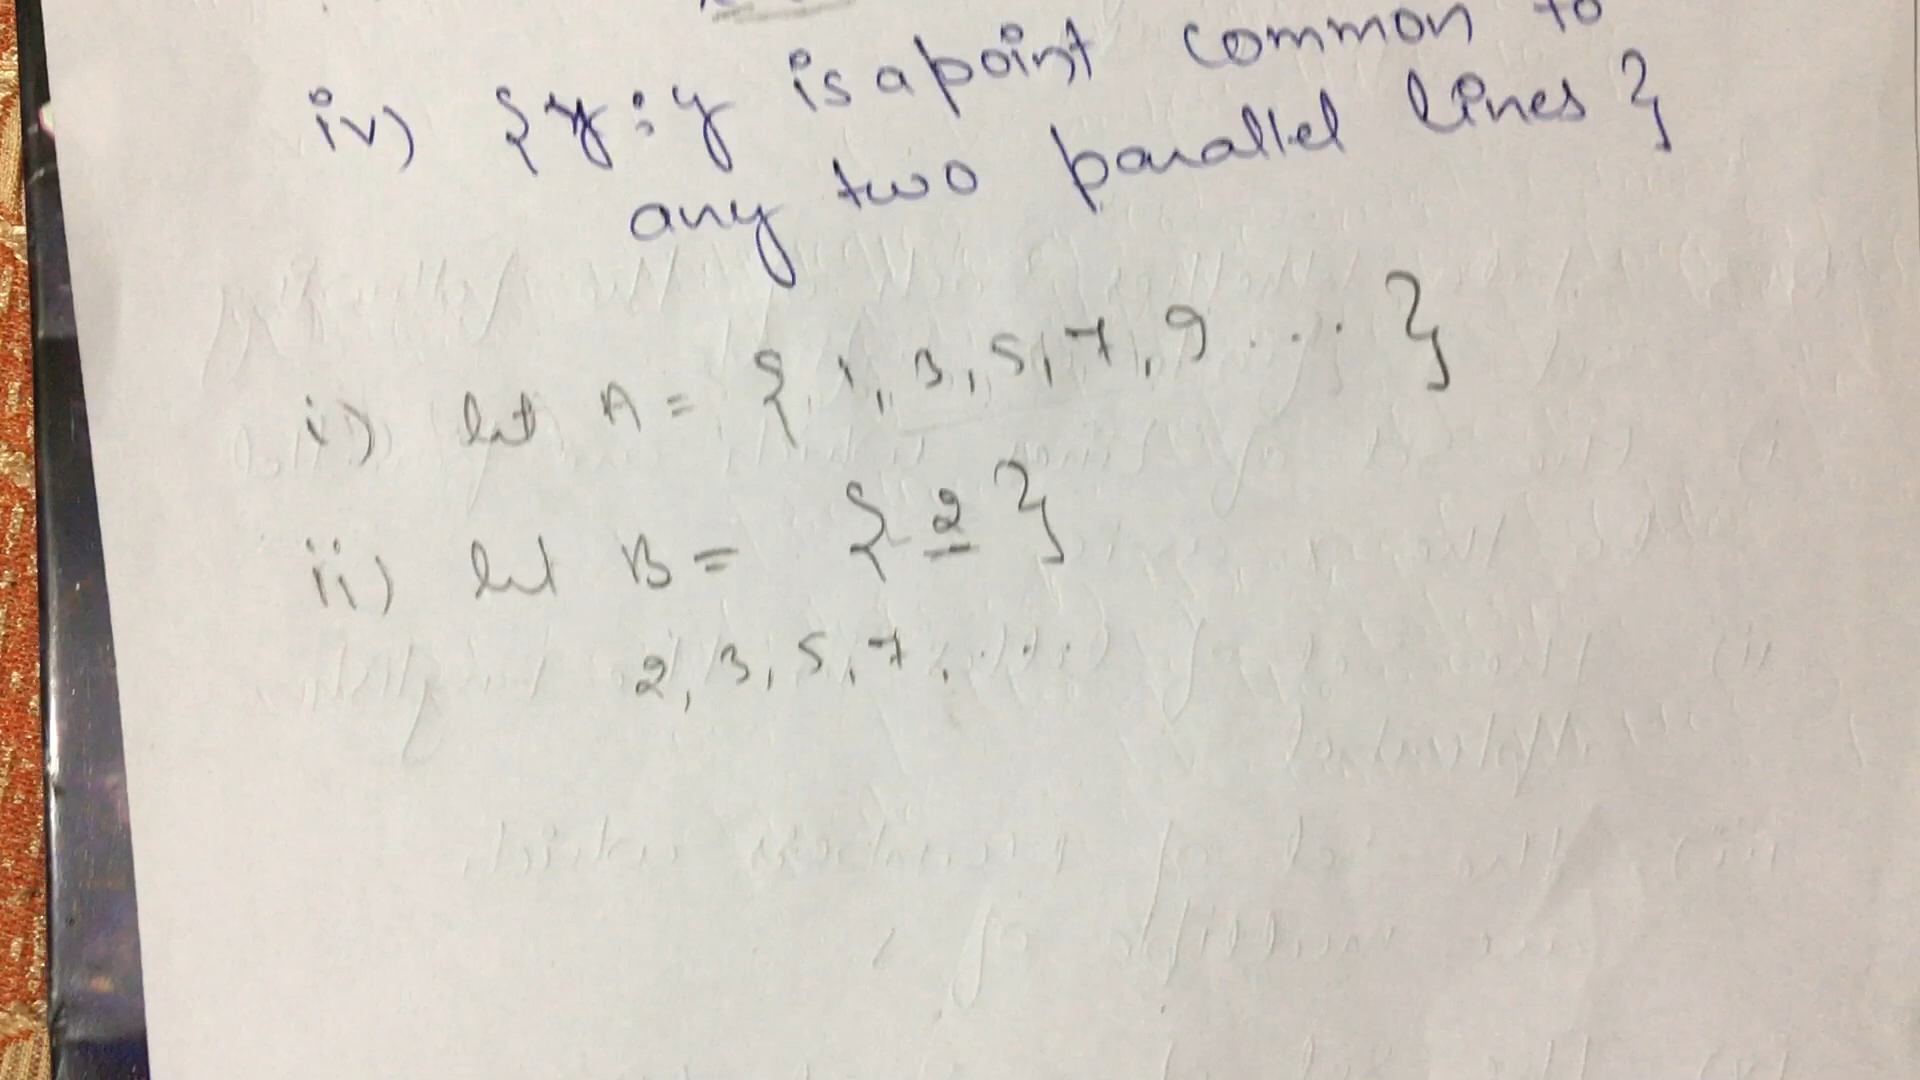 iv) {y : y is a point common to
any two parallel lines}
i) let A = {1, 3, 5, 7, 9 ... }
ii) let B = {2}
2, 3, 5, 7, ....